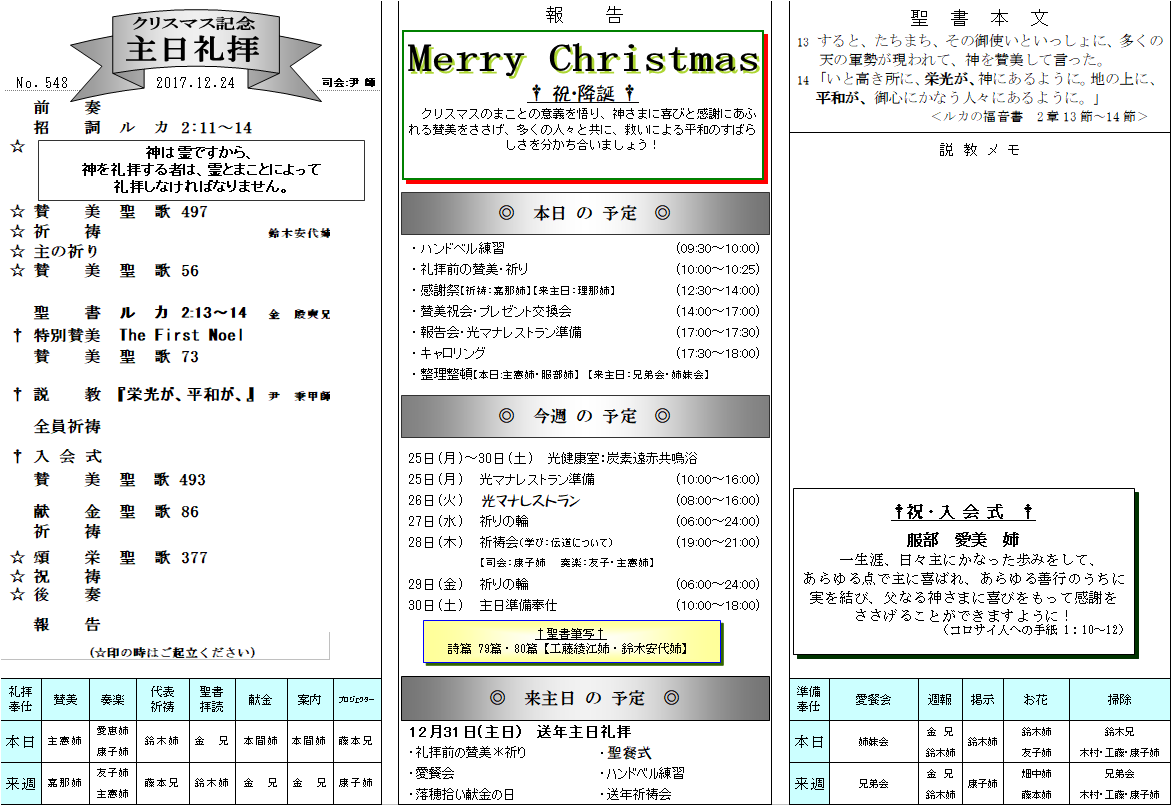 クリスマス記念
主日礼拝
No. 548 2017.12.24 司会:尹 師
前 奏
招 詞 ル カ 2:11～14
☆
神は霊ですから、
神を礼拝する者は、霊とまことによって
礼拝しなければなりません。
☆ 賛 美 聖 歌 497
☆ 祈 祷 鈴木安代姉
☆ 主の祈り
☆ 賛 美 聖 歌 56
聖 書 ル カ 2:13～14 金 殷奭兄
† 特別賛美 The First Noel
賛 美 聖 歌 73
† 説 教 『栄光が、平和が、』 尹 秉甲師
全員祈祷
† 入 会 式
賛 美 聖 歌 493
献 金 聖 歌 86
祈 祷
☆ 頌 栄 聖 歌 377
☆ 祝 祷
☆ 後 奏
報 告
(☆印の時はご起立ください)
礼拝奉仕 賛美 奏楽 代表祈祷 聖書拝読 献金 案内 プロジェクター
本日 主憲姉 愛恵姉 康子姉 鈴木姉 金 兄 本間姉 本間姉 藤本兄
来週 嘉那姉 友子姉 主憲姉 藤本兄 鈴木姉 金 兄 金 兄 康子姉
報 告
Merry Christmas
† 祝・降誕 †
クリスマスのまことの意義を悟り、神さまに喜びと感謝にあふ
れる賛美をささげ、多くの人々と共に、救いによる平和のすばら
しさを分かち合いましょう！
◎ 本日 の 予定 ◎
・ハンドベル練習 (09:30～10:00)
・礼拝前の賛美・祈り (10:00～10:25)
・感謝祭【祈祷：嘉那姉】【来主日：理那姉】 (12:30～14:00)
・賛美祝会・プレゼント交換会 (14:00～17:00)
・報告会・光マナレストラン準備 (17:00～17:30)
・キャロリング (17:30～18:00)
・整理整頓【本日：主憲姉・服部姉】 【来主日：兄弟会・姉妹会】
◎ 今週 の 予定 ◎
25日(月)～30日(土) 光健康室：炭素遠赤共鳴浴
25日(月) 光マナレストラン準備 (10:00～16:00)
26日(火) 光マナレストラン (08:00～16:00)
27日(水) 祈りの輪 (06:00～24:00)
28日(木) 祈祷会(学び：伝道について) (19:00～21:00)
【司会：康子姉 奏楽：友子・主憲姉】
29日(金) 祈りの輪 (06:00～24:00)
30日(土) 主日準備奉仕 (10:00～18:00)
†聖書筆写†
詩篇 79篇・80篇【工藤綾江姉・鈴木安代姉】
◎ 来主日 の 予定 ◎
12月31日(主日) 送年主日礼拝
・礼拝前の賛美＊祈り ・聖餐式
・愛餐会 ・ハンドベル練習
・落穂拾い献金の日 ・送年祈祷会
聖 書 本 文
13 すると、たちまち、その御使いといっしょに、多くの
天の軍勢が現われて、神を賛美して言った。
14 「いと高き所に、栄光が、神にあるように。地の上に、
平和が、御心にかなう人々にあるように。」
＜ルカの福音書 2章13節～14節＞
説 教 メ モ
†祝・入 会 式 †
服部 愛美 姉
一生涯、日々主にかなった歩みをして、
あらゆる点で主に喜ばれ、あらゆる善行のうちに
実を結び、父なる神さまに喜びをもって感謝を
ささげることができますように！
(コロサイ人への手紙 1：10～12)
準備奉仕 愛餐会 週報 掲示 お花 掃除
本日 姉妹会 金 兄 鈴木姉 鈴木姉 鈴木姉 友子姉 鈴木兄 木村・工藤・康子姉
来週 兄弟会 金 兄 鈴木姉 康子姉 畑中姉 藤本姉 兄弟会 木村・工藤・康子姉